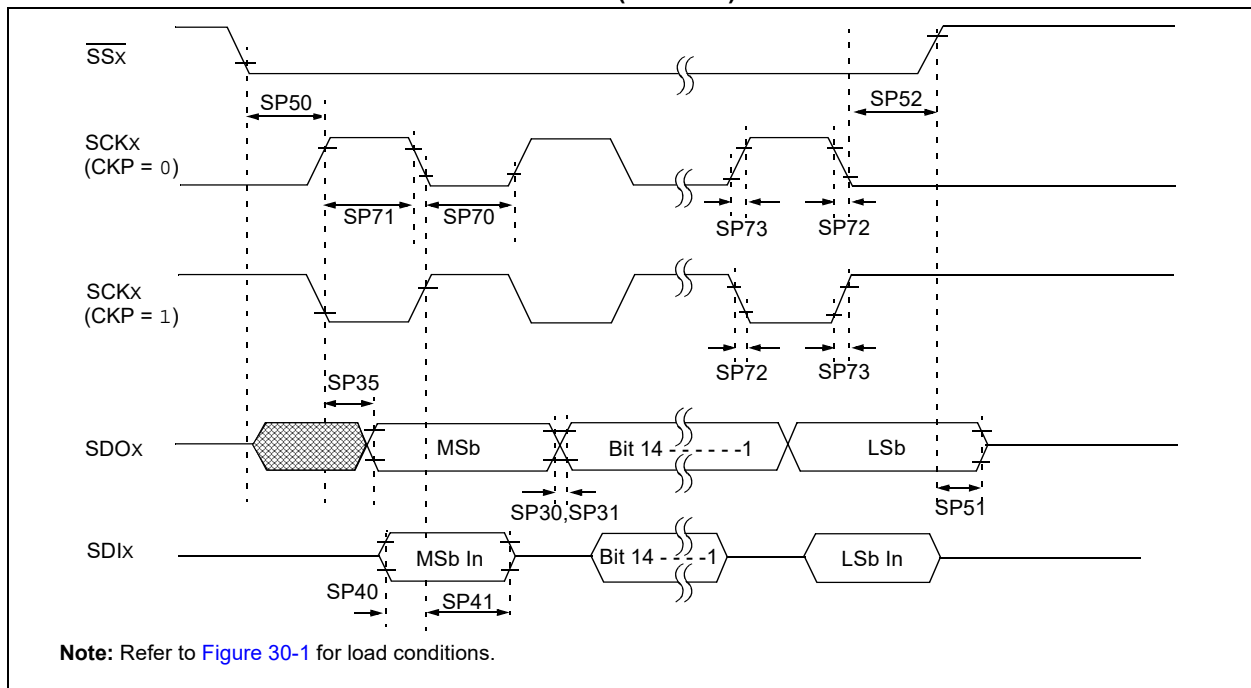 SSx
SP50
SP52
SCKx
(CKP = 0)
SP71
SP70
SP73
SP72
SCKx
(CKP = 1)
SP72
SP73
SP35
SDOx
MSb
Bit 14 - - - - - -1
LSb
SP30,SP31
SP51
SDIx
MSb In
Bit 14 - - - -1
LSb In
SP40
SP41
Note: Refer to Figure 30-1 for load conditions.